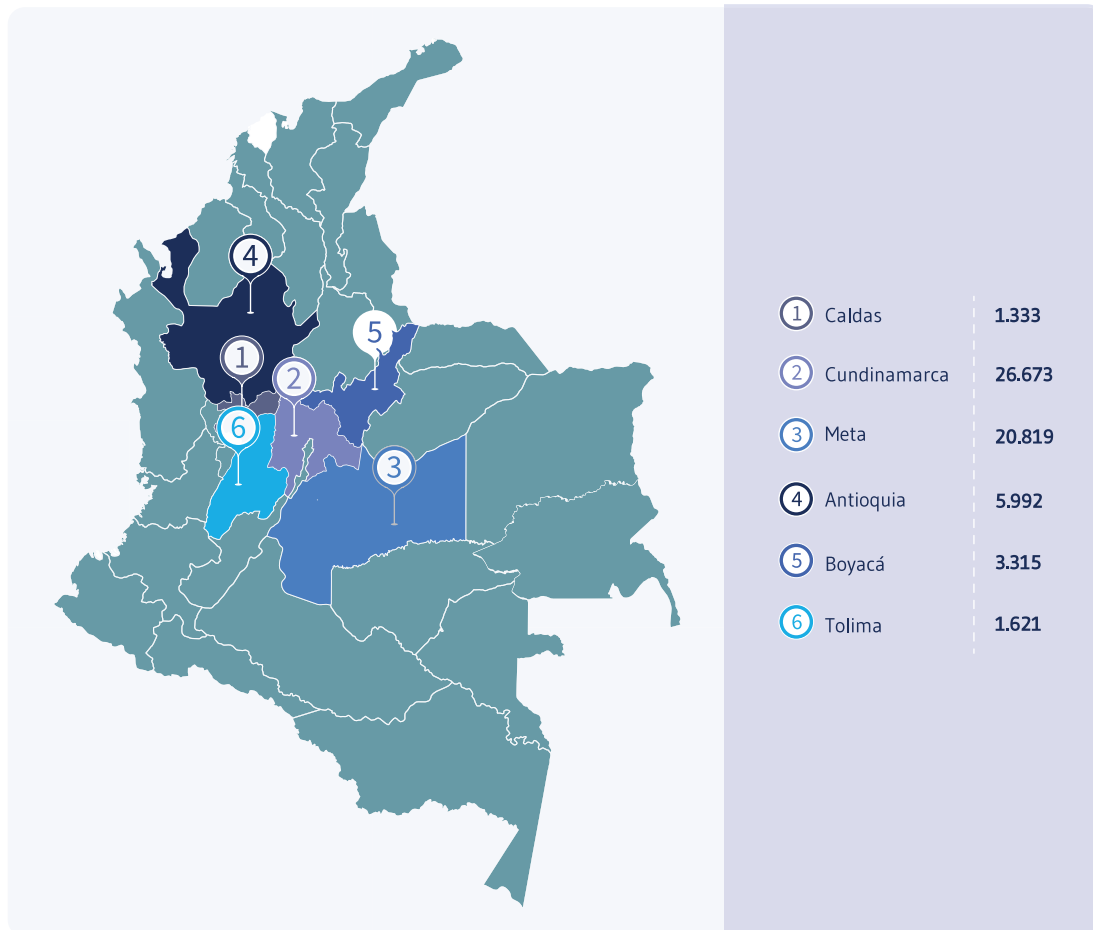 4
5
1
2
6
3
1 Caldas 1.333
2 Cundinamarca 26.673
3 Meta 20.819
4 Antioquia 5.992
5 Boyacá 3.315
6 Tolima 1.621